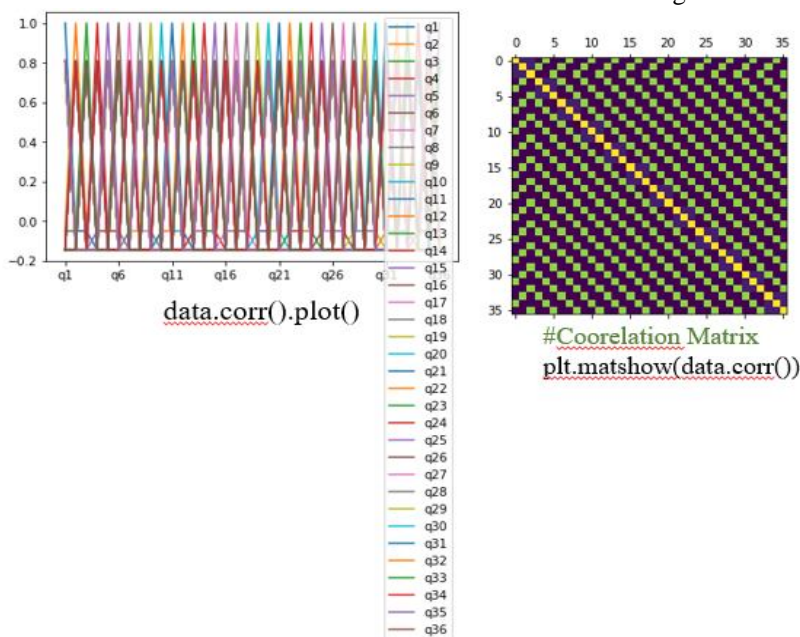 1.0
0.8
0.6
0.4
0.2
0.0
−0.2
q1
q6
q11
q16
q21
q26
q1
q2
q3
q4
q5
q6
q7
q8
q9
q10
q11
q12
q13
q14
q15
q16
q17
q18
q19
q20
q21
q22
q23
q24
q25
q26
q27
q28
q29
q30
q31
q32
q33
q34
q35
q36
data.corr().plot()
0 5 10 15 20 25 30 35
0
5
10
15
20
25
30
35
#Coorelation Matrix
plt.matshow(data.corr())